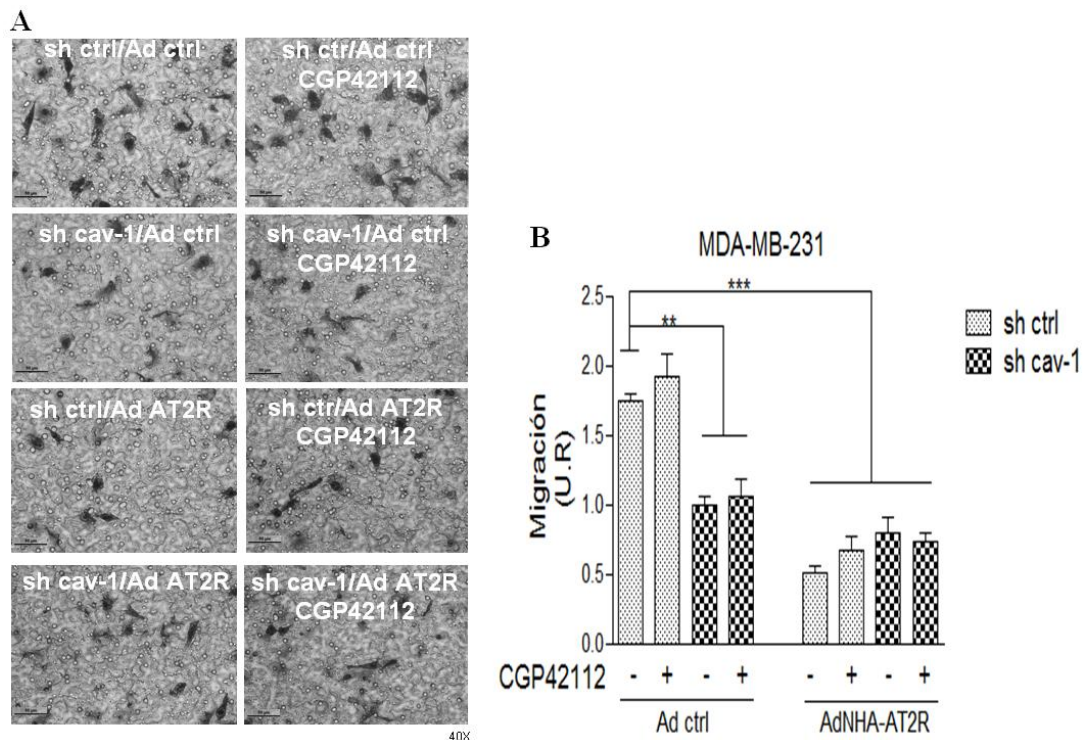 A
sh ctrl/Ad ctrl
sh ctr/Ad ctrl
CGP42112
sh cav-1/Ad ctrl
sh cav-1/Ad ctrl
CGP42112
sh ctrl/Ad AT2R
sh ctr/Ad AT2R
CGP42112
sh cav-1/Ad AT2R
sh cav-1/Ad AT2R
CGP42112
40X
B
MDA-MB-231
***
**
sh ctrl
sh cav-1
Migración
(U.R)
2.5
2.0
1.5
1.0
0.5
0.0
CGP42112 - + - + - + - +
Ad ctrl AdNHA-AT2R